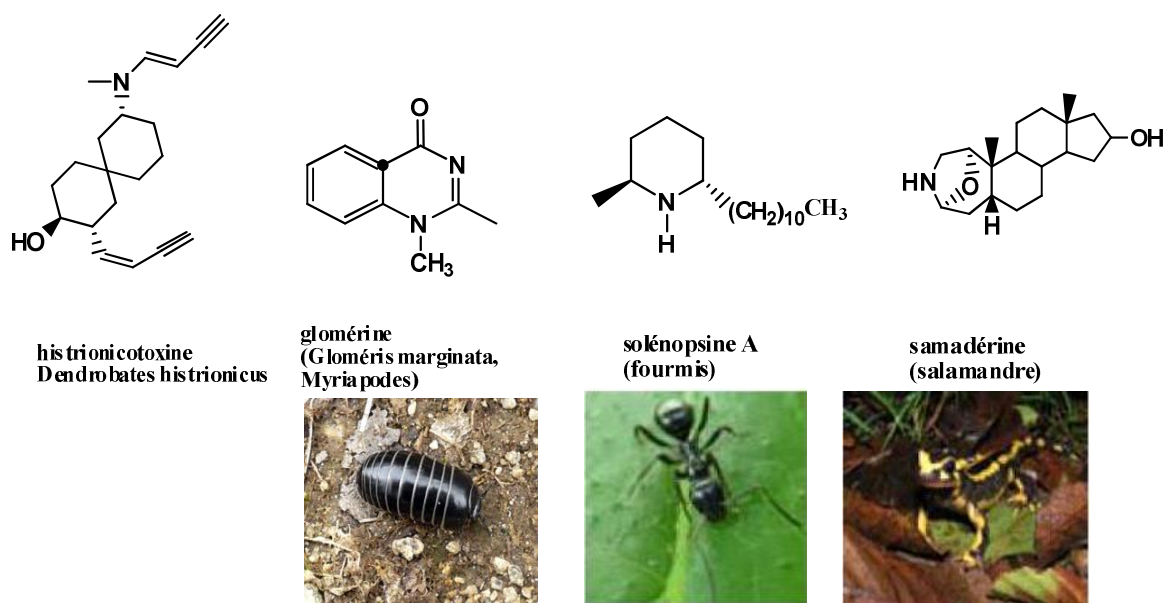 N
HO
O
N
N
CH3
N
H
(CH2)10CH3
OH
HN
O
H
histrionicotoxine
Dendrobates histrionicus
glomérine
(Gloméris marginata,
Myriapodes)
solénopsine A
(fourmis)
samadérine
(salamandre)